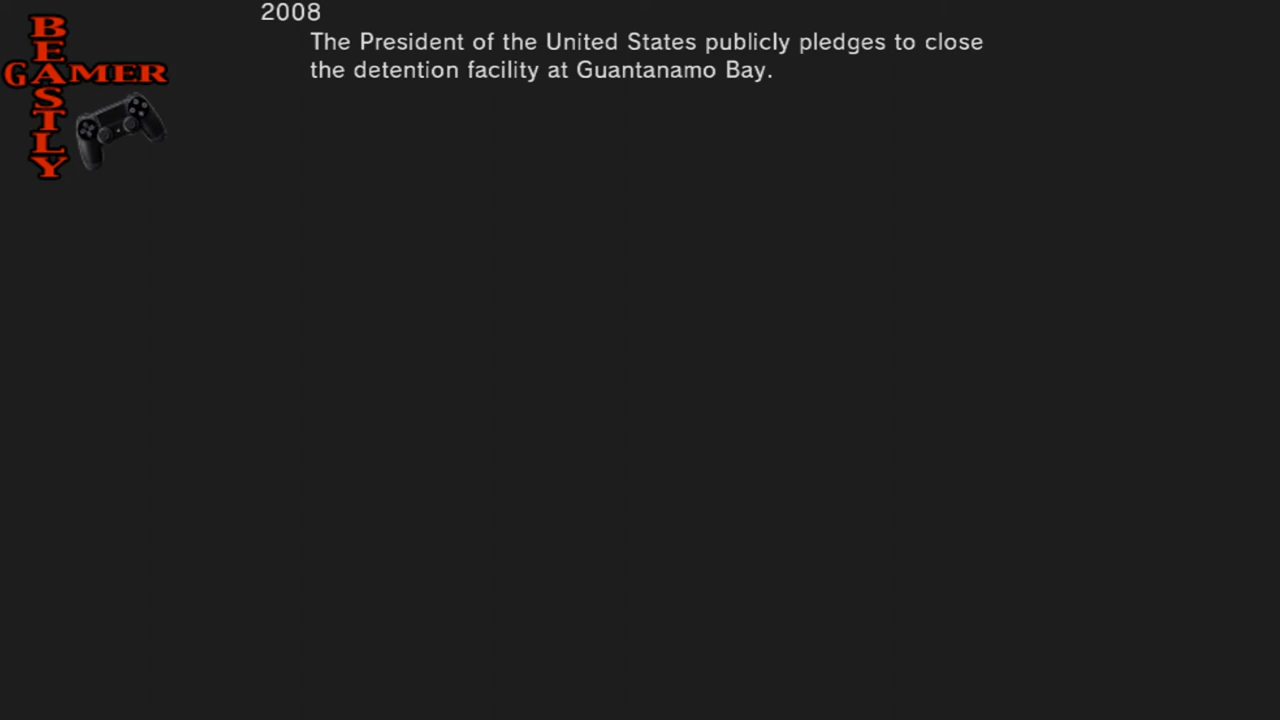 BEASTLY
GAMER
2008
The President of the United States publicly pledges to close
the detention facility at Guantanamo Bay.